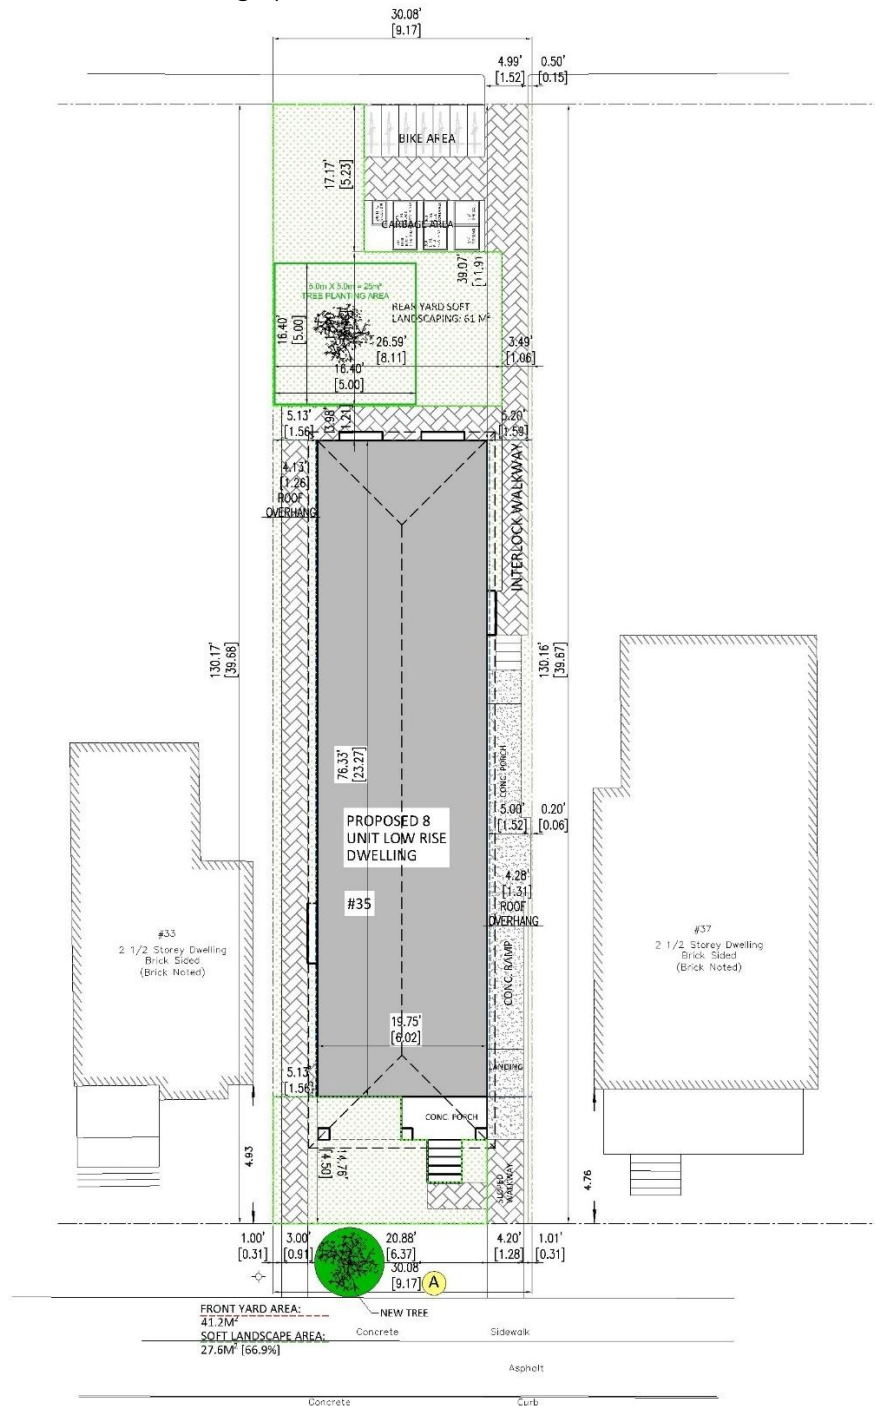 30.08'
[9.17]
4.99'
[1.52]
0.50'
[0.15]
BIKE AREA
17.17'
[5.23]
GARBAGE AREA
39.07'
5.0m X 5.0m = 25m²
TREE PLANTING AREA
REAR YARD SOFT
LANDSCAPING: 61 M²
16.40'
[5.00]
26.59'
[8.11]
3.49'
[1.06]
16.40'
[5.00]
5.13'
[1.56]
3.98'
[1.21]
5.20'
[1.59]
4.13'
[1.26]
ROOF
OVERHANG
INTERLOCK WALKWAY
130.17'
[39.68]
130.16'
[39.67]
76.33'
[23.27]
CONC. PORCH
5.00'
[1.52]
0.20'
[0.06]
PROPOSED 8
UNIT LOW RISE
DWELLING
#35
4.28'
[1.31]
ROOF
OVERHANG
#33
2 1/2 Storey Dwelling
Brick Sided
(Brick Noted)
#37
2 1/2 Storey Dwelling
Brick Sided
(Brick Noted)
CONC. RAMP
19.75'
[6.02]
LANDING
5.13'
[1.56]
CONC. PORCH
4.93
14.76'
[4.50]
SLOPED
WALKWAY
4.76
1.00'
[0.31]
3.00'
[0.91]
20.88'
[6.37]
4.20'
[1.28]
1.01'
[0.31]
30.08'
[9.17]
A
NEW TREE
FRONT YARD AREA:
41.2M²
SOFT LANDSCAPE AREA:
27.6M² [66.9%]
Concrete
Sidewalk
Asphalt
Concrete
Curb